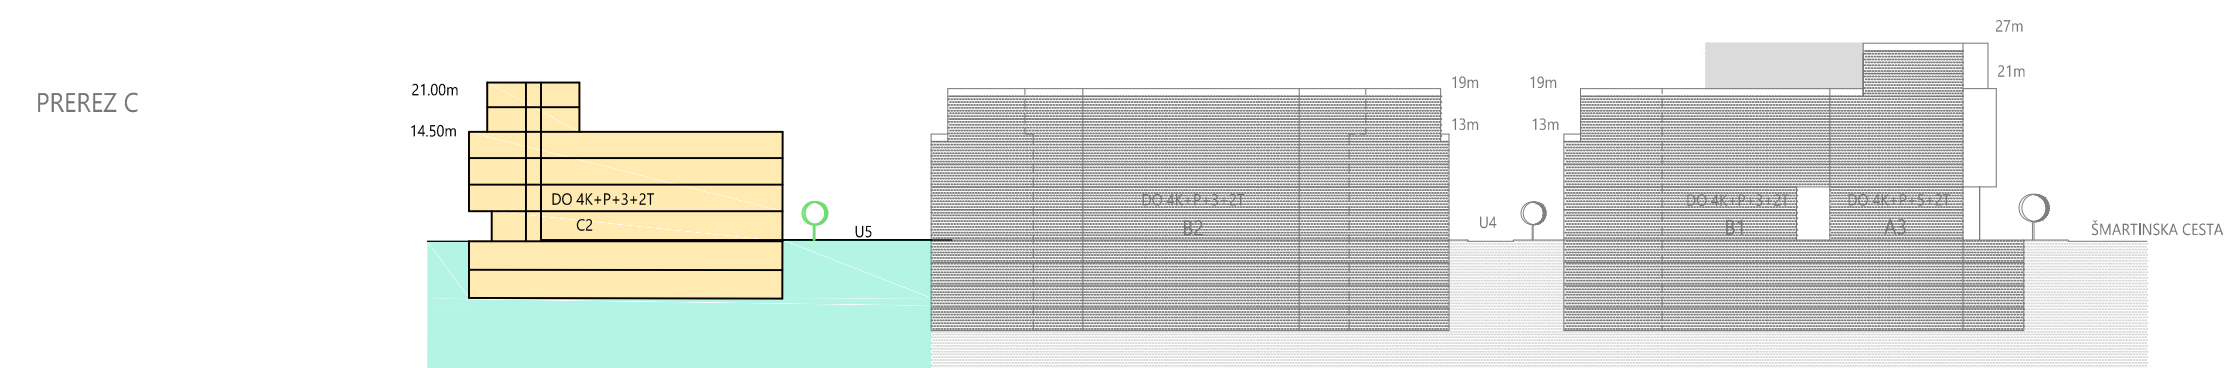 PREREZ C
21.00m
14.50m
DO 4K+P+3+2T
C2
U5
19m
13m
DO 4K+P+3+2T
B2
U4
19m
13m
DO 4K+P+3+2T
B1
27m
21m
DO 4K+P+5+2T
A3
ŠMARTINSKA CESTA